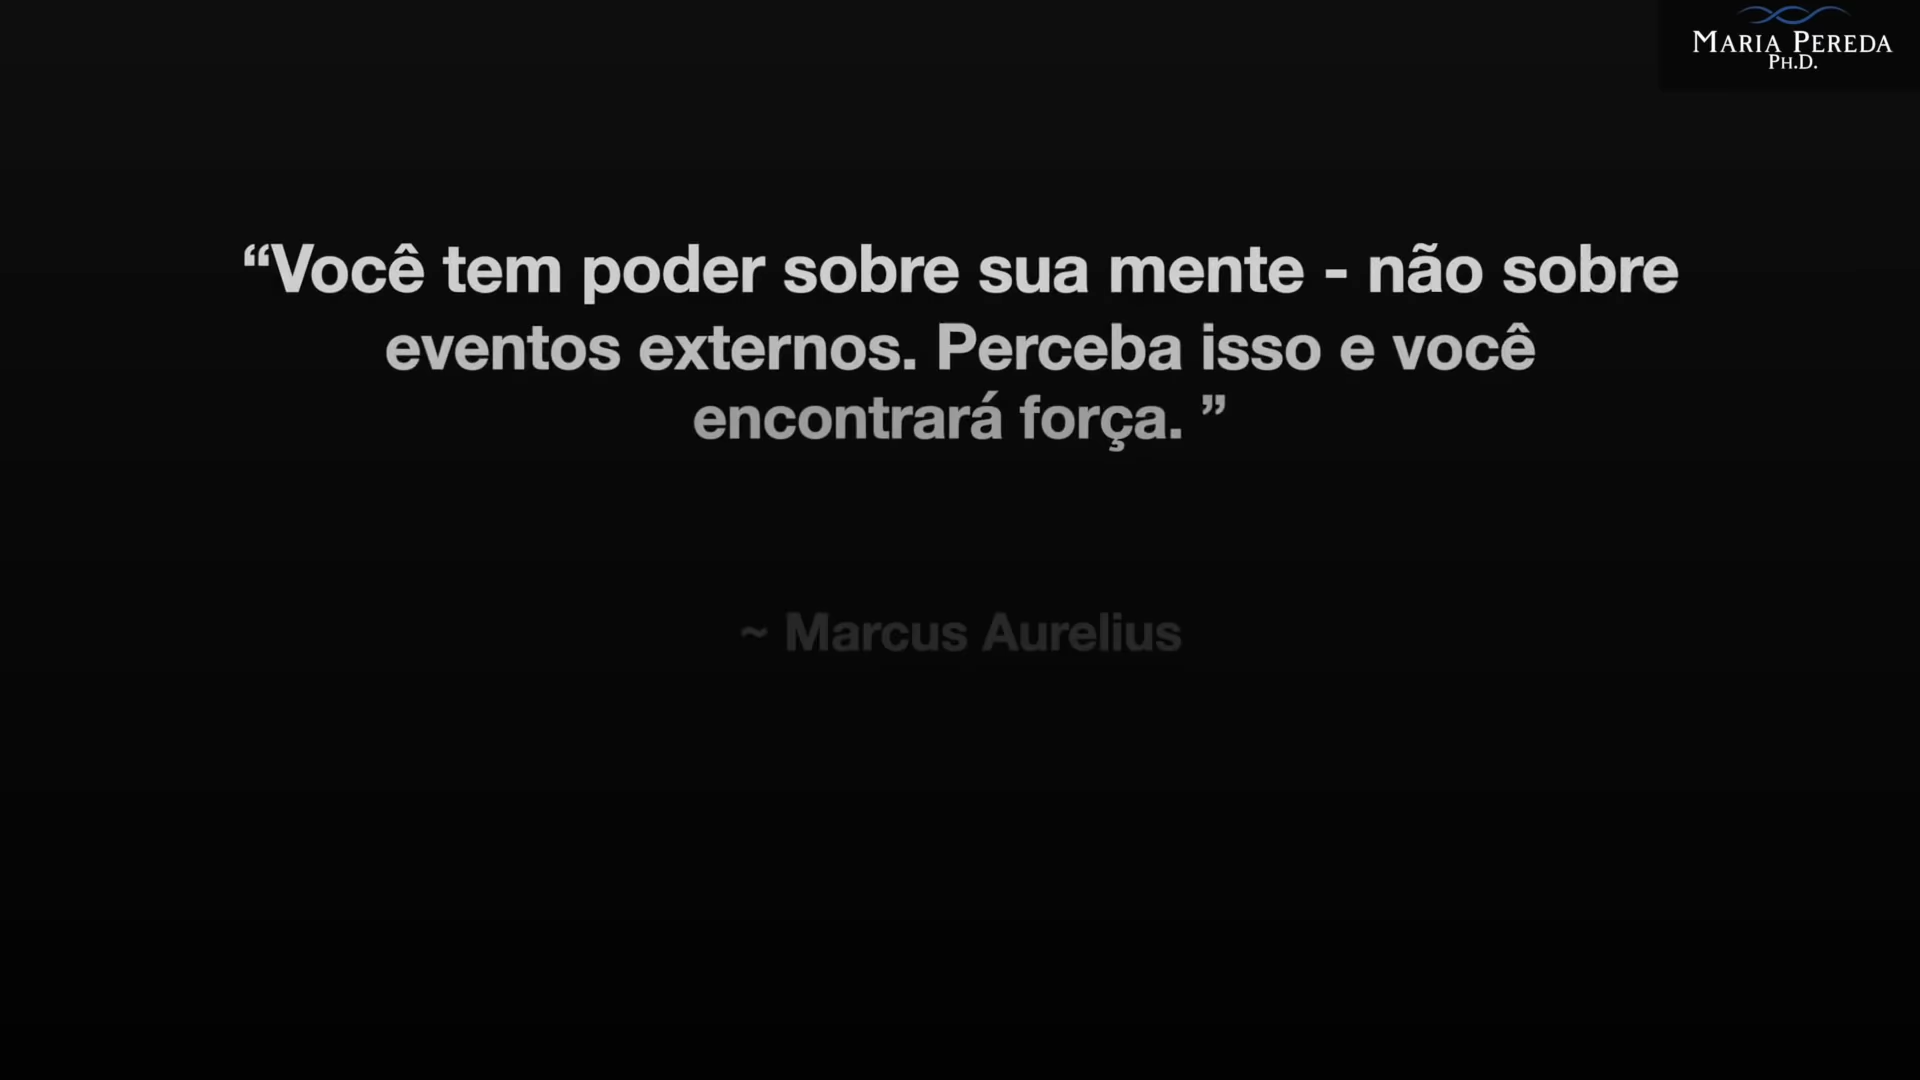 MARIA PEREDA
PH.D.
“Você tem poder sobre sua mente - não sobre
eventos externos. Perceba isso e você
encontrará força. ”
~ Marcus Aurelius